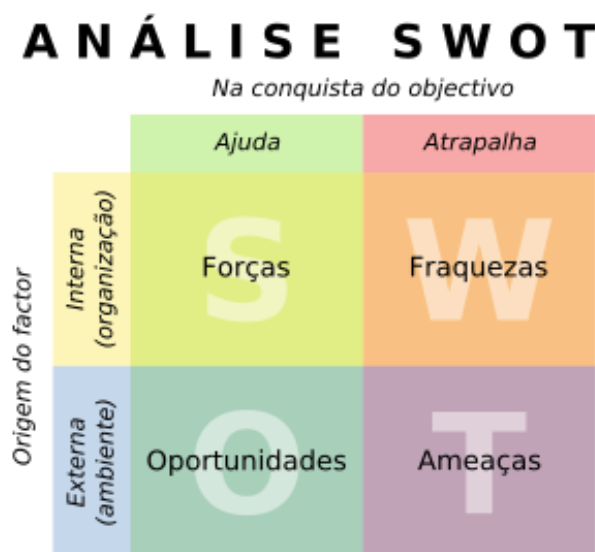 ANÁLISE SWOT
Na conquista do objectivo
Ajuda
Atrapalha
Origem do factor
Interna
(organização)
S
Forças
W
Fraquezas
Externa
(ambiente)
O
Oportunidades
T
Ameaças